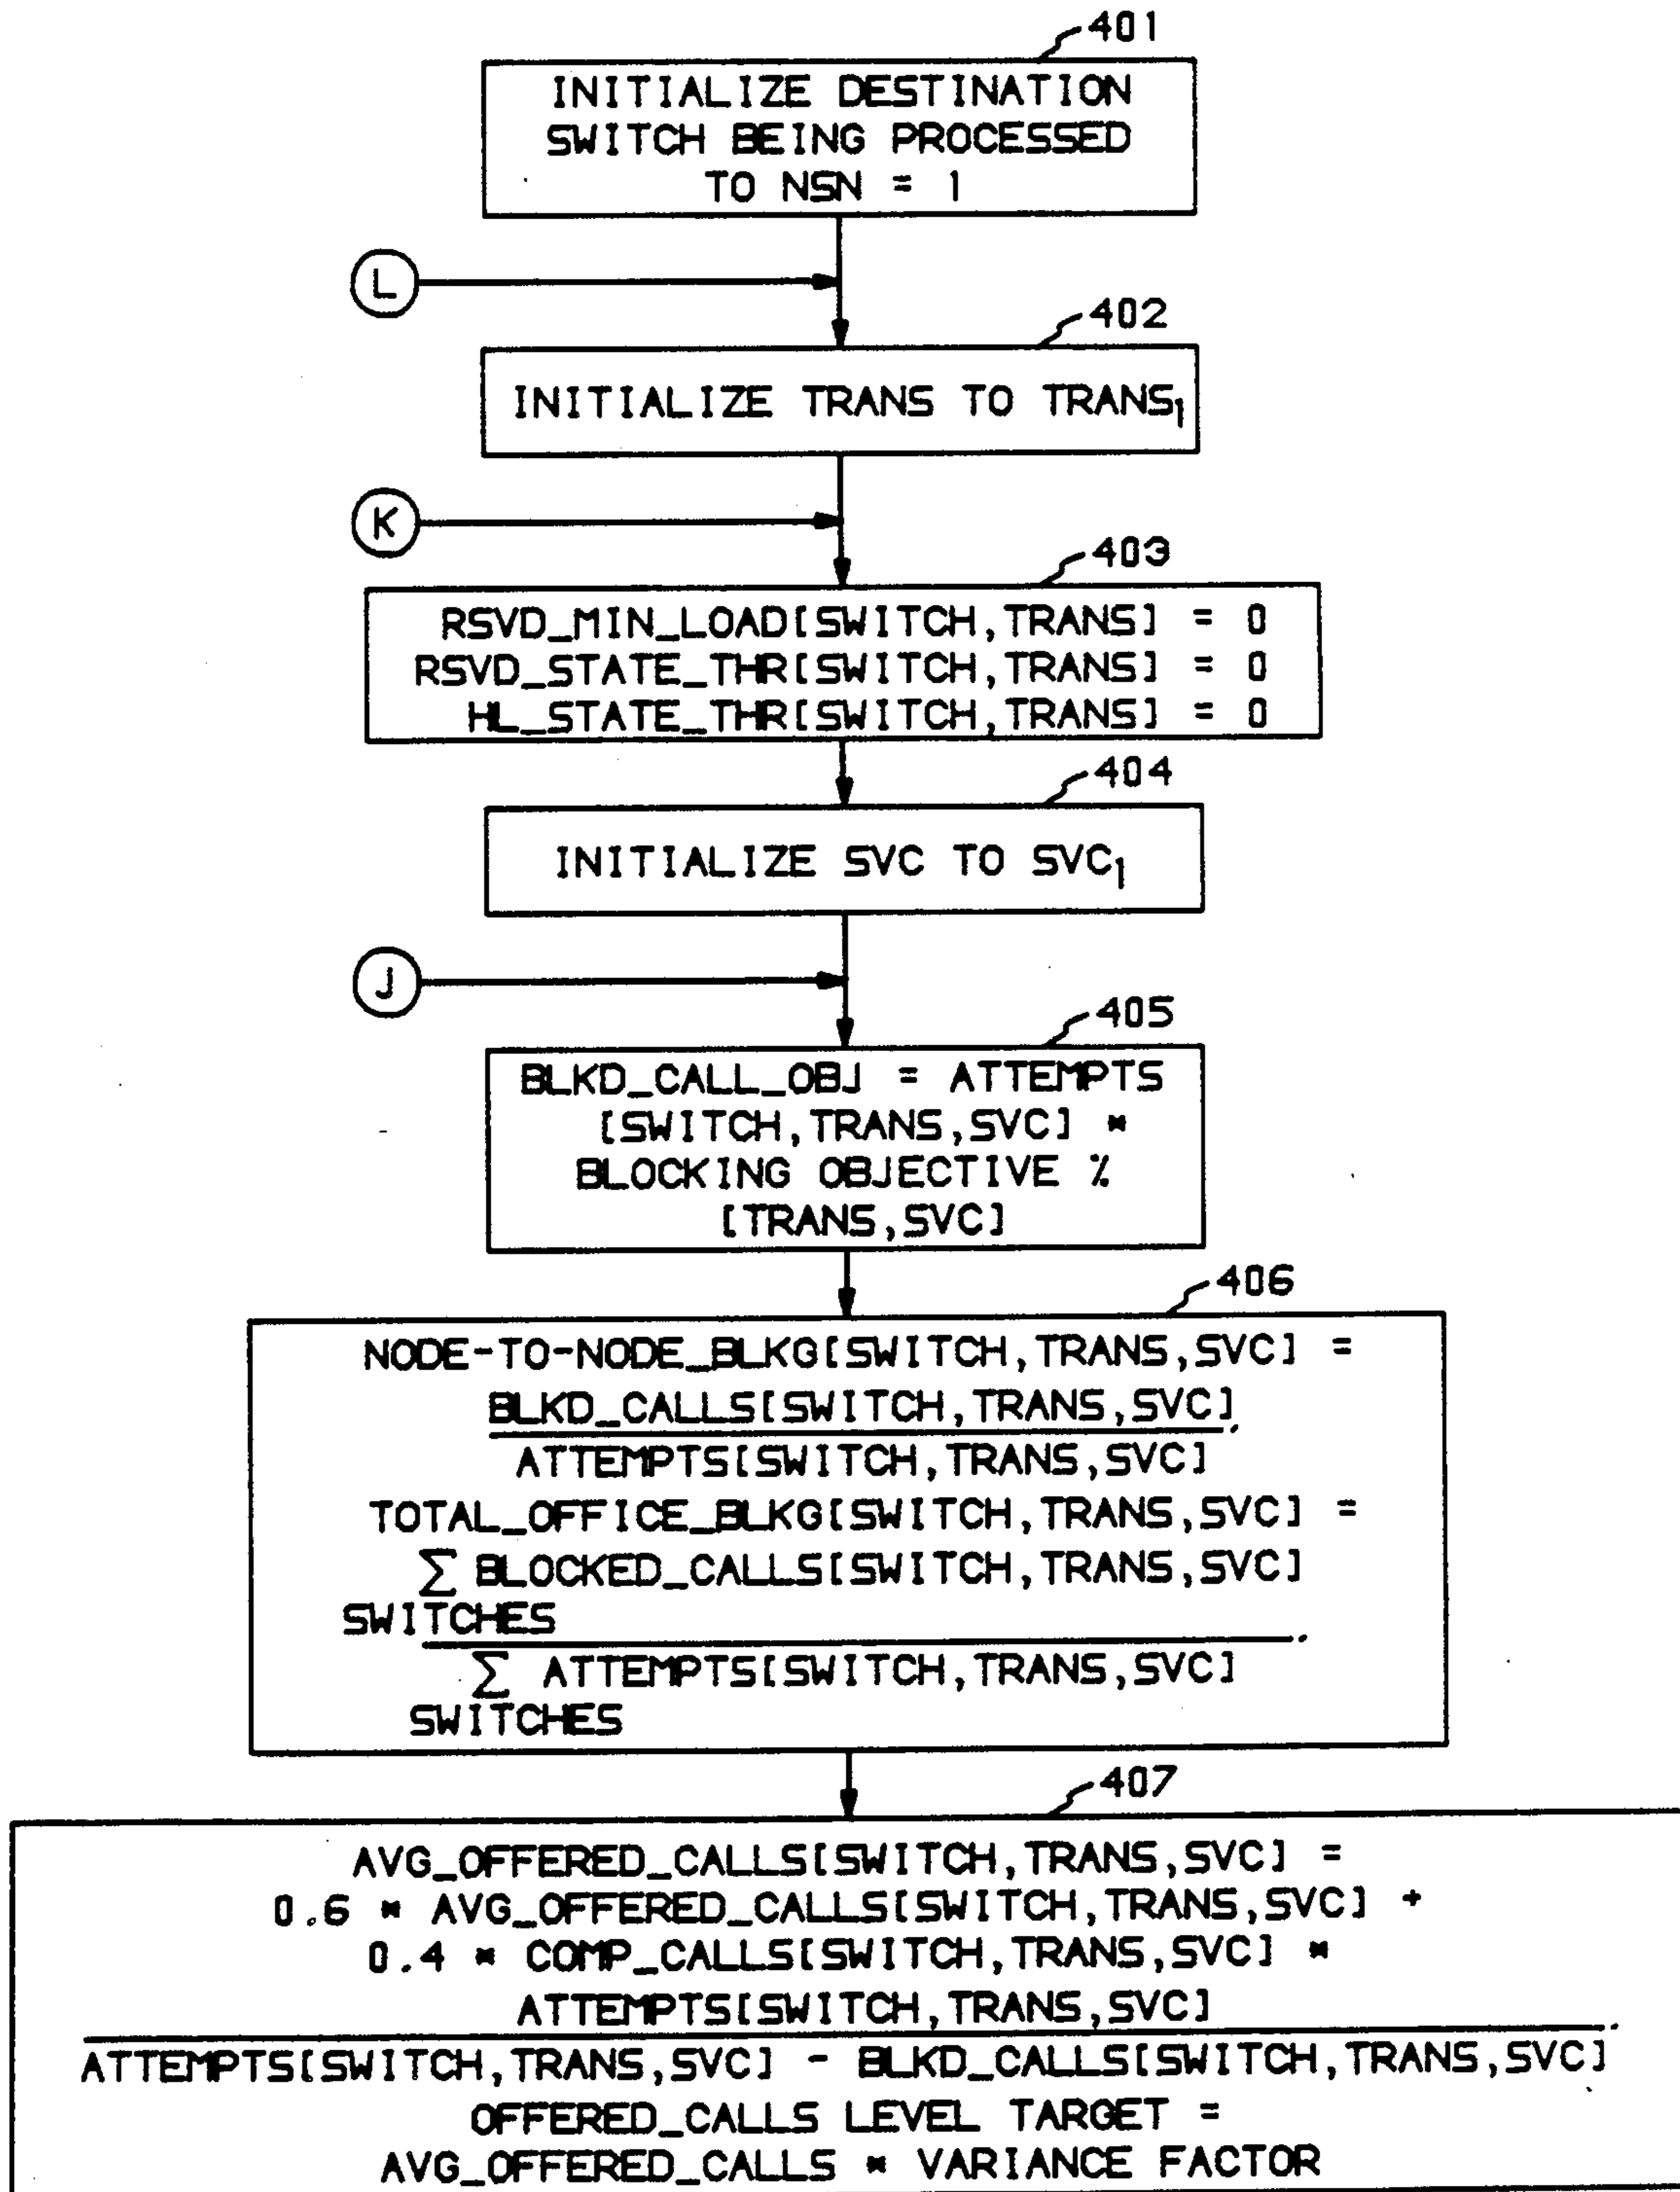 401
INITIALIZE DESTINATION
SWITCH BEING PROCESSED
TO NSN = 1
L
402
INITIALIZE TRANS TO TRANS₁
K
403
RSVD_MIN_LOAD[SWITCH,TRANS] = 0
RSVD_STATE_THR[SWITCH,TRANS] = 0
HL_STATE_THR[SWITCH,TRANS] = 0
404
INITIALIZE SVC TO SVC₁
J
405
BLKD_CALL_OBJ = ATTEMPTS
[SWITCH,TRANS,SVC] *
BLOCKING OBJECTIVE %
[TRANS,SVC]
406
NODE-TO-NODE_BLKG[SWITCH,TRANS,SVC] =
BLKD_CALLS[SWITCH,TRANS,SVC]
ATTEMPTS[SWITCH,TRANS,SVC]
TOTAL_OFFICE_BLKG[SWITCH,TRANS,SVC] =
∑ BLOCKED_CALLS[SWITCH,TRANS,SVC]
SWITCHES
∑ ATTEMPTS[SWITCH,TRANS,SVC]
SWITCHES
407
AVG_OFFERED_CALLS[SWITCH,TRANS,SVC] =
0.6 * AVG_OFFERED_CALLS[SWITCH,TRANS,SVC] +
0.4 * COMP_CALLS[SWITCH,TRANS,SVC] *
ATTEMPTS[SWITCH,TRANS,SVC]
ATTEMPTS[SWITCH,TRANS,SVC] - BLKD_CALLS[SWITCH,TRANS,SVC]
OFFERED_CALLS LEVEL TARGET =
AVG_OFFERED_CALLS * VARIANCE FACTOR